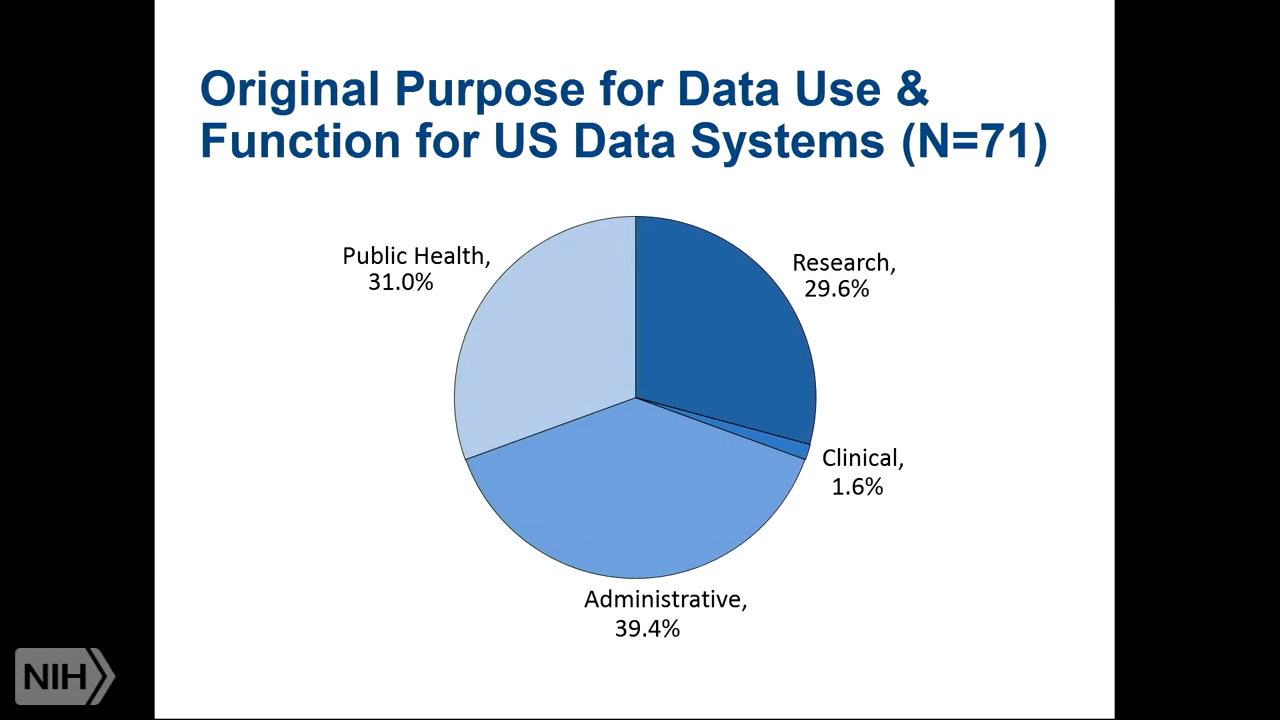 Original Purpose for Data Use &
Function for US Data Systems (N=71)
Public Health,
31.0%
Research,
29.6%
Clinical,
1.6%
Administrative,
39.4%
NIH